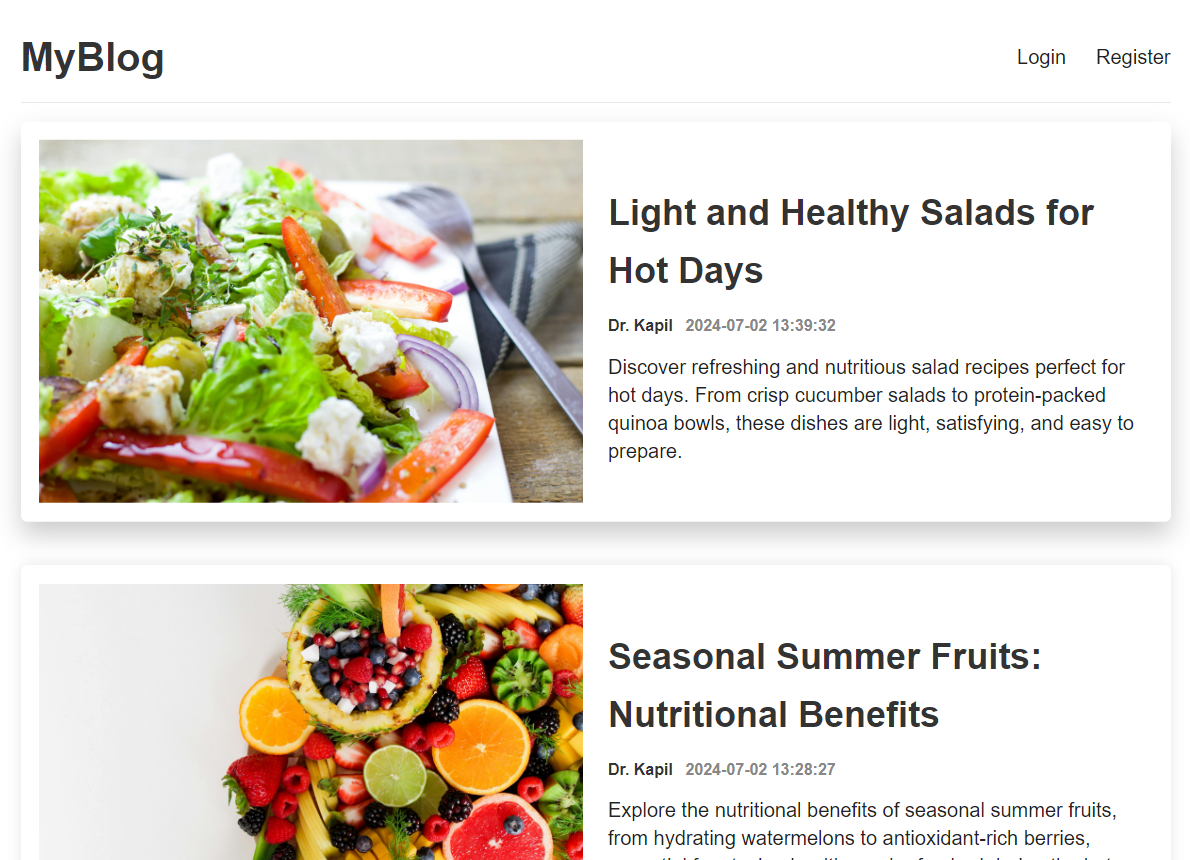 MyBlog
Login Register
Light and Healthy Salads for
Hot Days
Dr. Kapil 2024-07-02 13:39:32
Discover refreshing and nutritious salad recipes perfect for
hot days. From crisp cucumber salads to protein-packed
quinoa bowls, these dishes are light, satisfying, and easy to
prepare.
Seasonal Summer Fruits:
Nutritional Benefits
Dr. Kapil 2024-07-02 13:28:27
Explore the nutritional benefits of seasonal summer fruits,
from hydrating watermelons to antioxidant-rich berries,